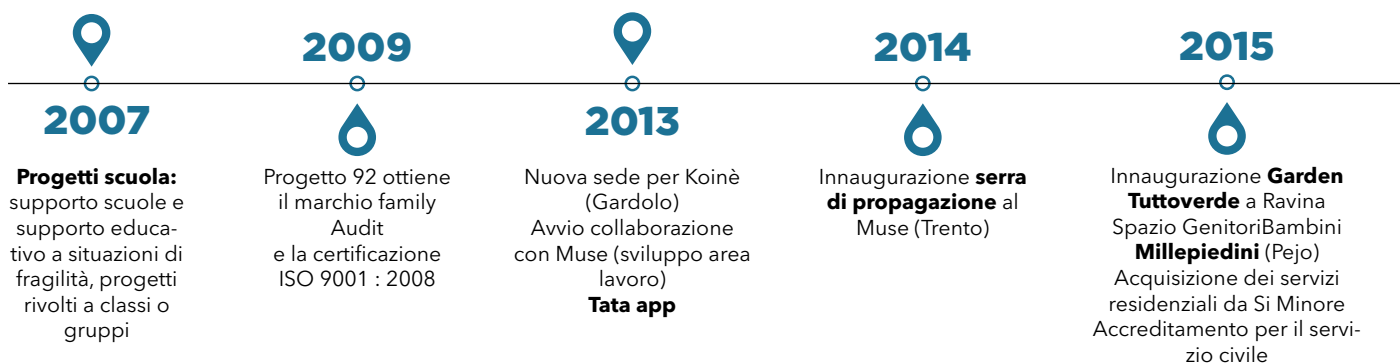 2007
Progetti scuola:
supporto scuole e
supporto educa-
tivo a situazioni di
fragilità, progetti
rivolti a classi o
gruppi
2009
Progetto 92 ottiene
il marchio family
Audit
e la certificazione
ISO 9001 : 2008
2013
Nuova sede per Koinè
(Gardolo)
Avvio collaborazione
con Muse (sviluppo area
lavoro)
Tata app
2014
Innaugurazione serra
di propagazione al
Muse (Trento)
2015
Innaugurazione Garden
Tuttoverde a Ravina
Spazio GenitoriBambini
Millepiedini (Pejo)
Acquisizione dei servizi
residenziali da Si Minore
Accreditamento per il servi-
zio civile